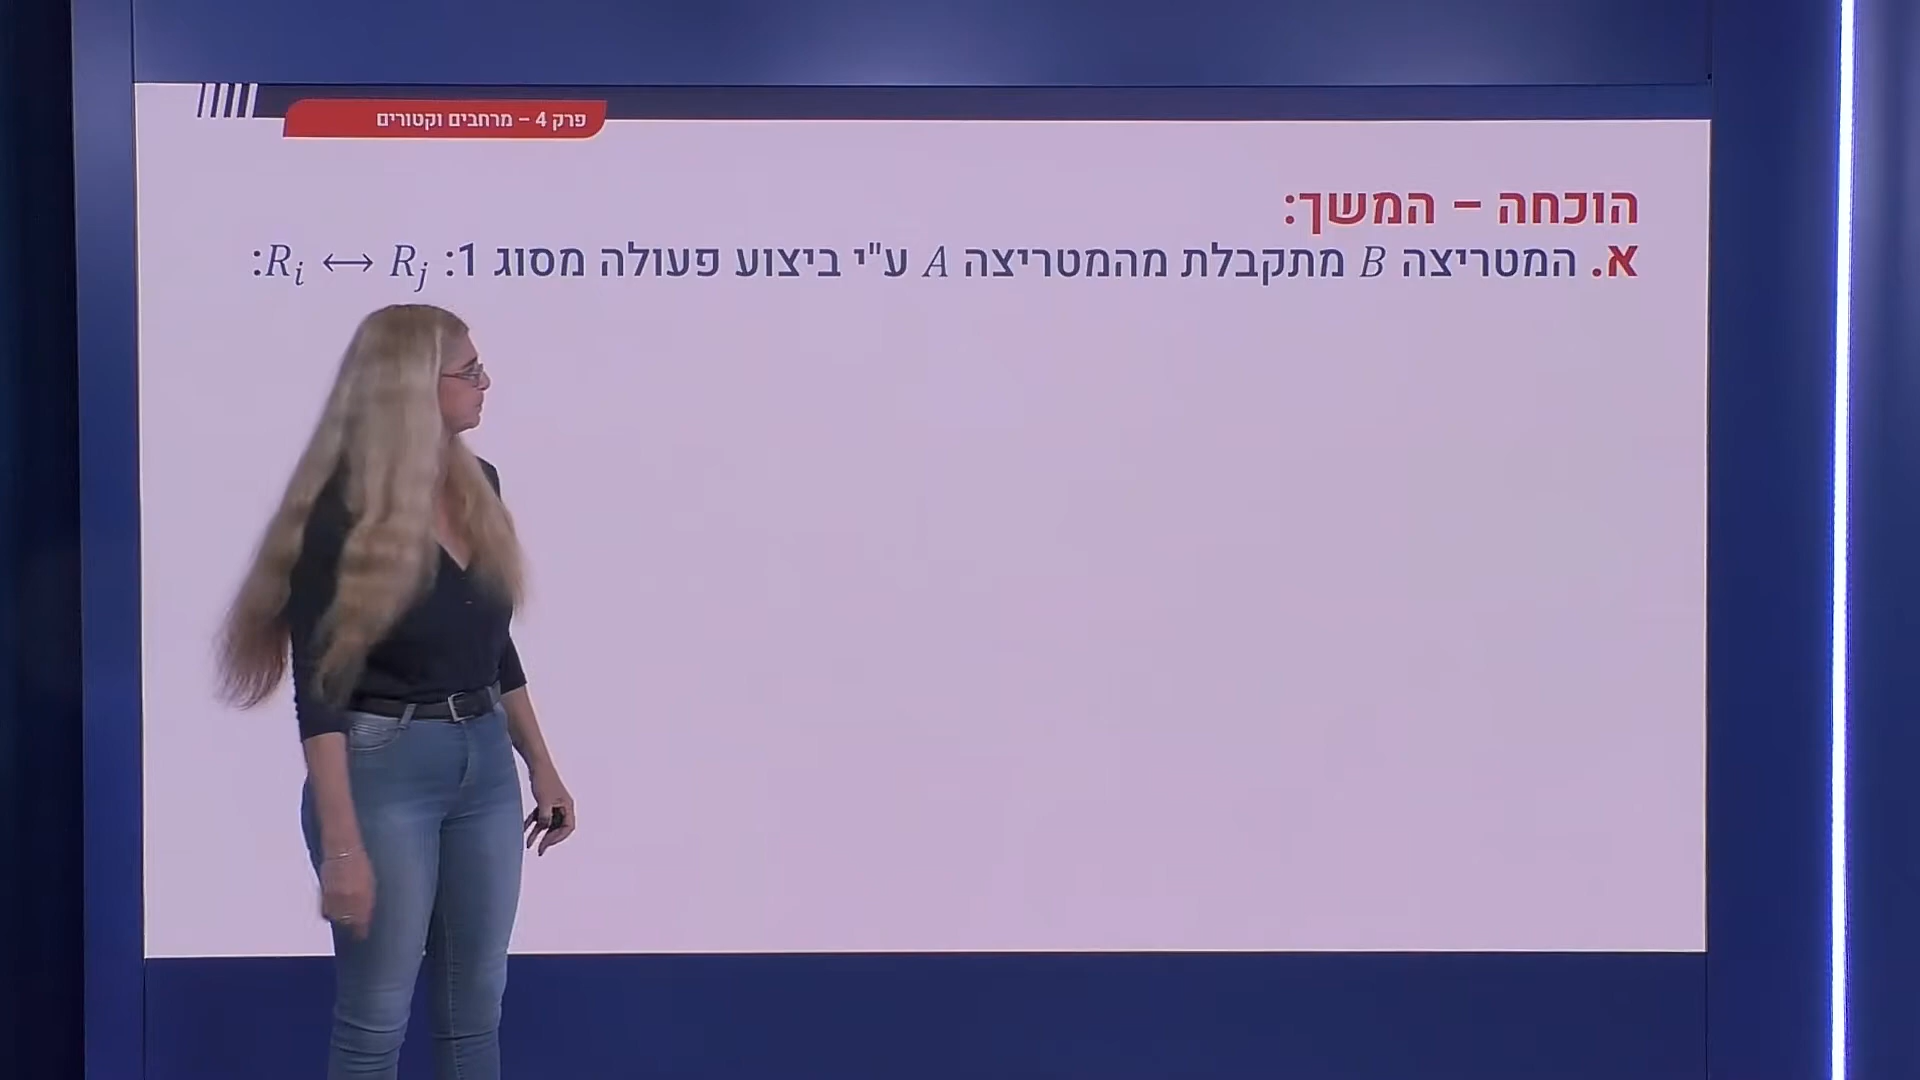 פרק 4 – מרחבים וקטורים
הוכחה – המשך:
א. המטריצה B מתקבלת מהמטריצה A ע"י ביצוע פעולה מסוג 1: R_i ↔ R_j: